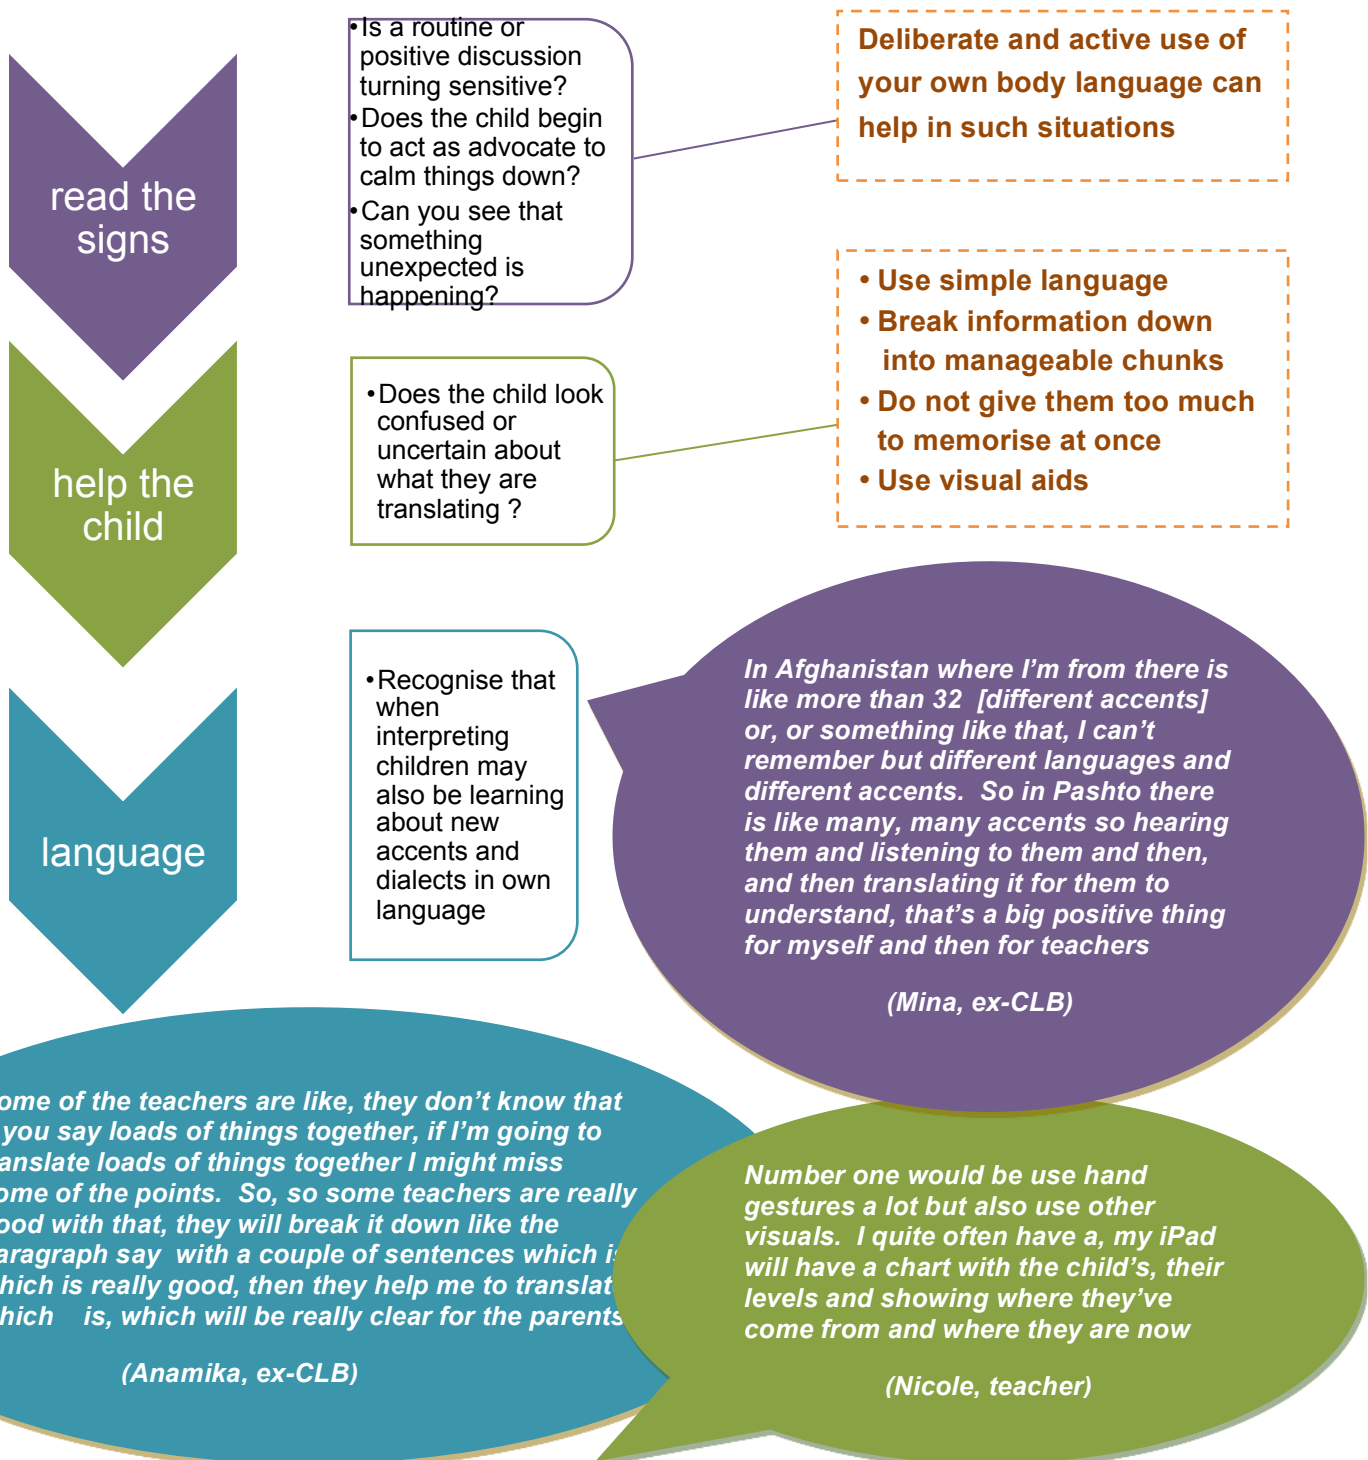 read the
signs
•Is a routine or
positive discussion
turning sensitive?
•Does the child begin
to act as advocate to
calm things down?
•Can you see that
something
unexpected is
happening?
Deliberate and active use of
your own body language can
help in such situations
help the
child
•Does the child look
confused or
uncertain about
what they are
translating ?
• Use simple language
• Break information down
into manageable chunks
• Do not give them too much
to memorise at once
• Use visual aids
language
•Recognise that
when
interpreting
children may
also be learning
about new
accents and
dialects in own
language
In Afghanistan where I’m from there is
like more than 32 [different accents]
or, or something like that, I can’t
remember but different languages and
different accents. So in Pashto there
is like many, many accents so hearing
them and listening to them and then,
and then translating it for them to
understand, that’s a big positive thing
for myself and then for teachers
(Mina, ex-CLB)
ome of the teachers are like, they don’t know that
you say loads of things together, if I’m going to
anslate loads of things together I might miss
ome of the points. So, so some teachers are really
ood with that, they will break it down like the
aragraph say with a couple of sentences which is
hich is really good, then they help me to translat
hich is, which will be really clear for the parents
(Anamika, ex-CLB)
Number one would be use hand
gestures a lot but also use other
visuals. I quite often have a, my iPad
will have a chart with the child’s, their
levels and showing where they’ve
come from and where they are now
(Nicole, teacher)